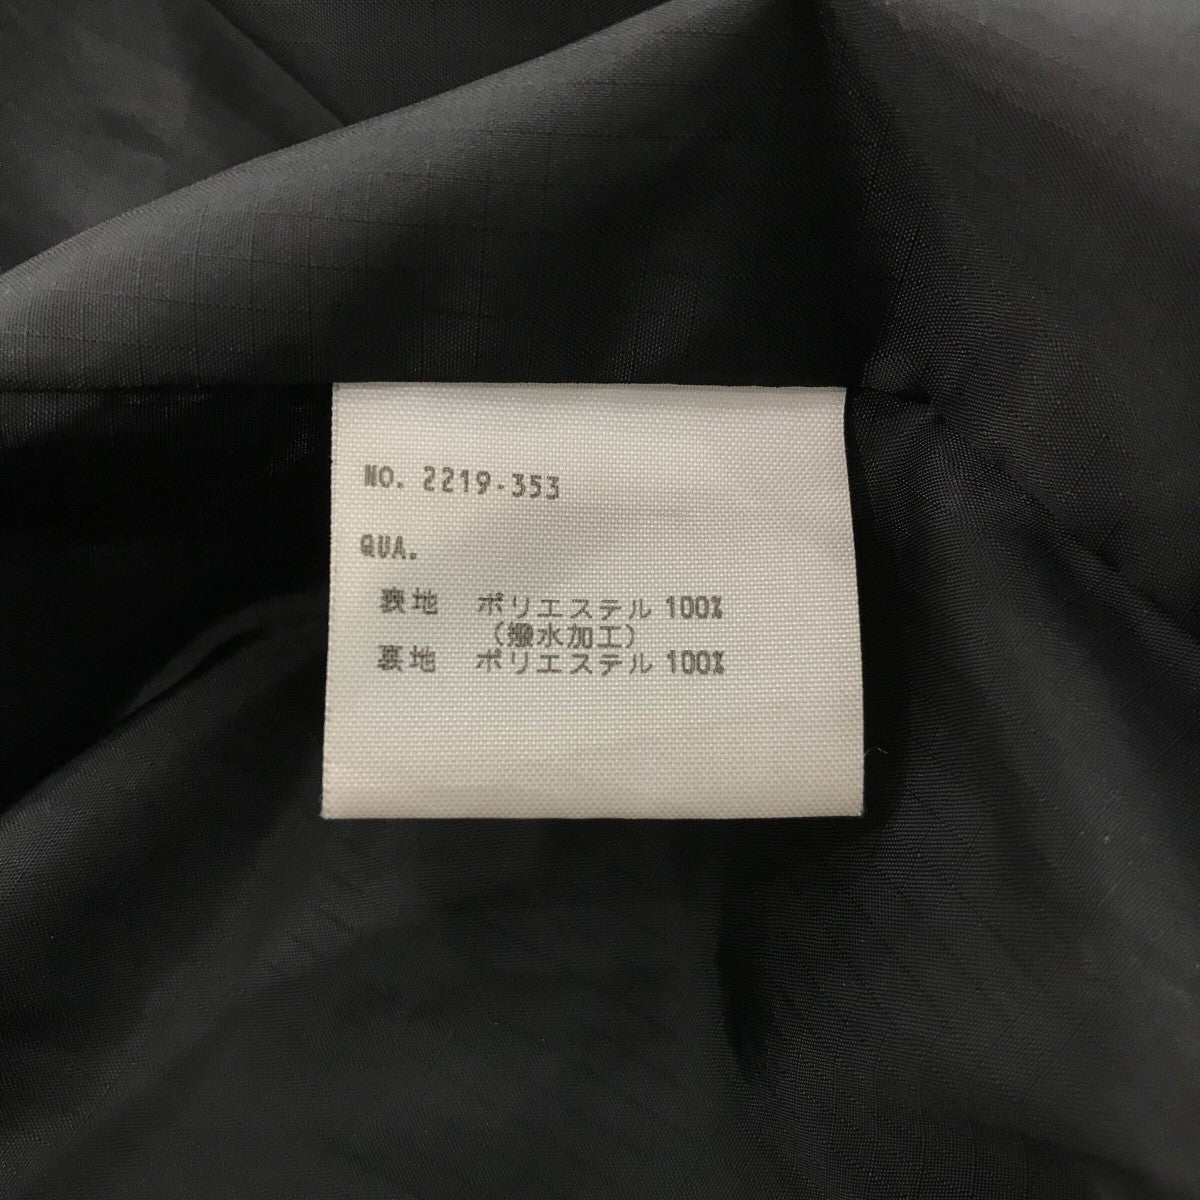 NO. 2219-353
QUA.
表地 ポリエステル 100%
（撥水加工）
裏地 ポリエステル 100%